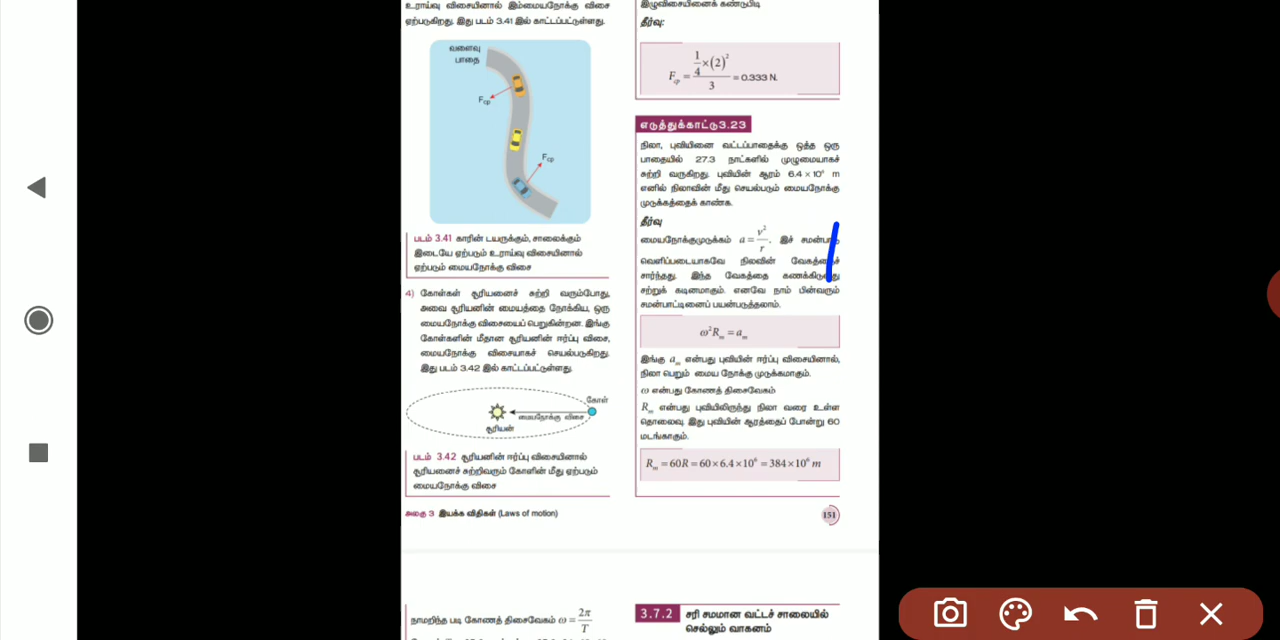 உராய்வு விசையினால் இம்மையநோக்கு விசை
ஏற்படுகிறது. இது படம் 3.41 இல் காட்டப்பட்டுள்ளது.
வளைவு
பாதை
Fcp
Fcp
படம் 3.41 காரின் டயருக்கும், சாலைக்கும்
இடையே ஏற்படும் உராய்வு விசையினால்
ஏற்படும் மையநோக்கு விசை
4) கோள்கள் சூரியனைச் சுற்றி வரும்போது,
அவை சூரியனின் மையத்தை நோக்கிய, ஒரு
மையநோக்கு விசையைப் பெறுகின்றன. இங்கு
கோள்களின் மீதான சூரியனின் ஈர்ப்பு விசை,
மையநோக்கு விசையாகச் செயல்படுகிறது.
இது படம் 3.42 இல் காட்டப்பட்டுள்ளது.
கோள்
மையநோக்கு விசை
சூரியன்
படம் 3.42 சூரியனின் ஈர்ப்பு விசையினால்
சூரியனைச் சுற்றிவரும் கோளின் மீது ஏற்படும்
மையநோக்கு விசை
அலகு 3 இயக்க விதிகள் (Laws of motion)
இழுவிசையினைக் கண்டுபிடி
தீர்வு:
Fcp = (1/4 × (2)²)/3 = 0.333 N.
எடுத்துக்காட்டு3.23
நிலா, புவியினை வட்டப்பாதைக்கு ஒத்த ஒரு
பாதையில் 27.3 நாட்களில் முழுமையாகச்
சுற்றி வருகிறது. புவியின் ஆரம் 6.4 × 10⁶ m
எனில் நிலாவின் மீது செயல்படும் மையநோக்கு
முடுக்கத்தைக் காண்க.
தீர்வு
மையநோக்குமுடுக்கம் a = v²/r. இச் சமன்பாடு
வெளிப்படையாகவே நிலவின் வேகத்தைச்
சார்ந்தது. இந்த வேகத்தை கணக்கிடுவது
சற்றுக் கடினமாகும். எனவே நாம் பின்வரும்
சமன்பாட்டினைப் பயன்படுத்தலாம்.
ω²Rm = am
இங்கு am என்பது புவியின் ஈர்ப்பு விசையினால்,
நிலா பெறும் மைய நோக்கு முடுக்கமாகும்.
ω என்பது கோணத் திசைவேகம்
Rm என்பது புவியிலிருந்து நிலா வரை உள்ள
தொலைவு. இது புவியின் ஆரத்தைப் போன்று 60
மடங்காகும்.
Rm = 60R = 60 × 6.4 × 10⁶ = 384 × 10⁶ m
151
நாமறிந்த படி கோணத் திசைவேகம் ω = 2π/T
3.7.2 சரி சமமான வட்டச் சாலையில்
செல்லும் வாகனம்